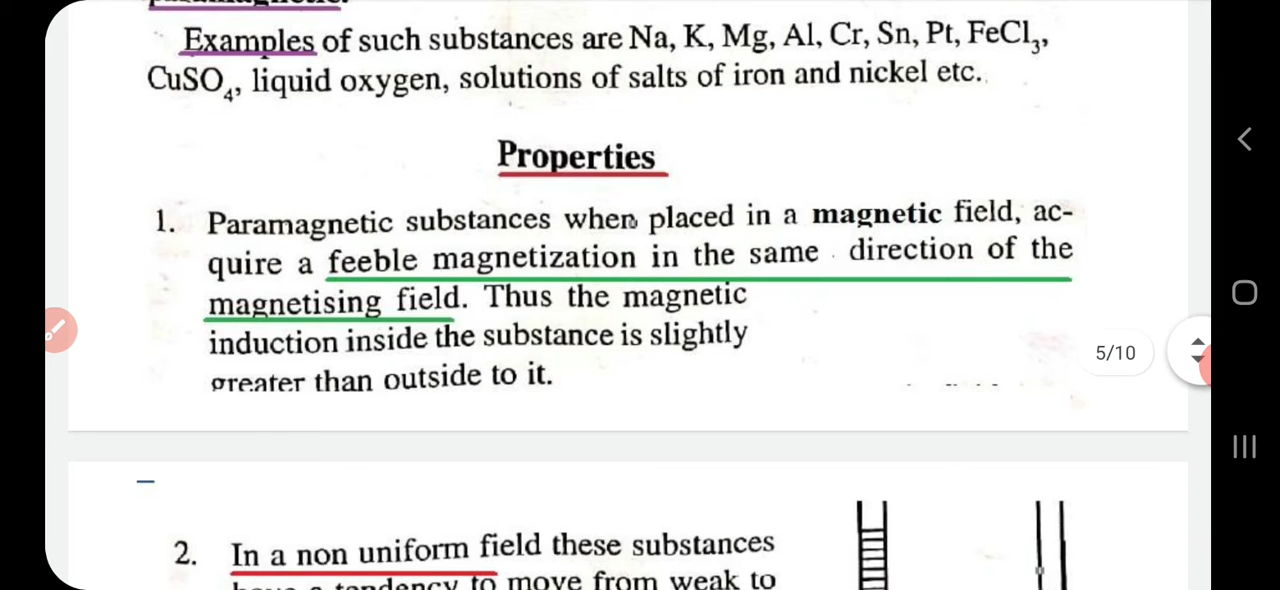 paramagnetic.
Examples of such substances are Na, K, Mg, Al, Cr, Sn, Pt, FeCl₃,
CuSO₄, liquid oxygen, solutions of salts of iron and nickel etc.
Properties
1. Paramagnetic substances when placed in a magnetic field, ac-
quire a feeble magnetization in the same direction of the
magnetising field. Thus the magnetic
induction inside the substance is slightly
greater than outside to it.
5/10
2. In a non uniform field these substances
have a tendency to move from weak to